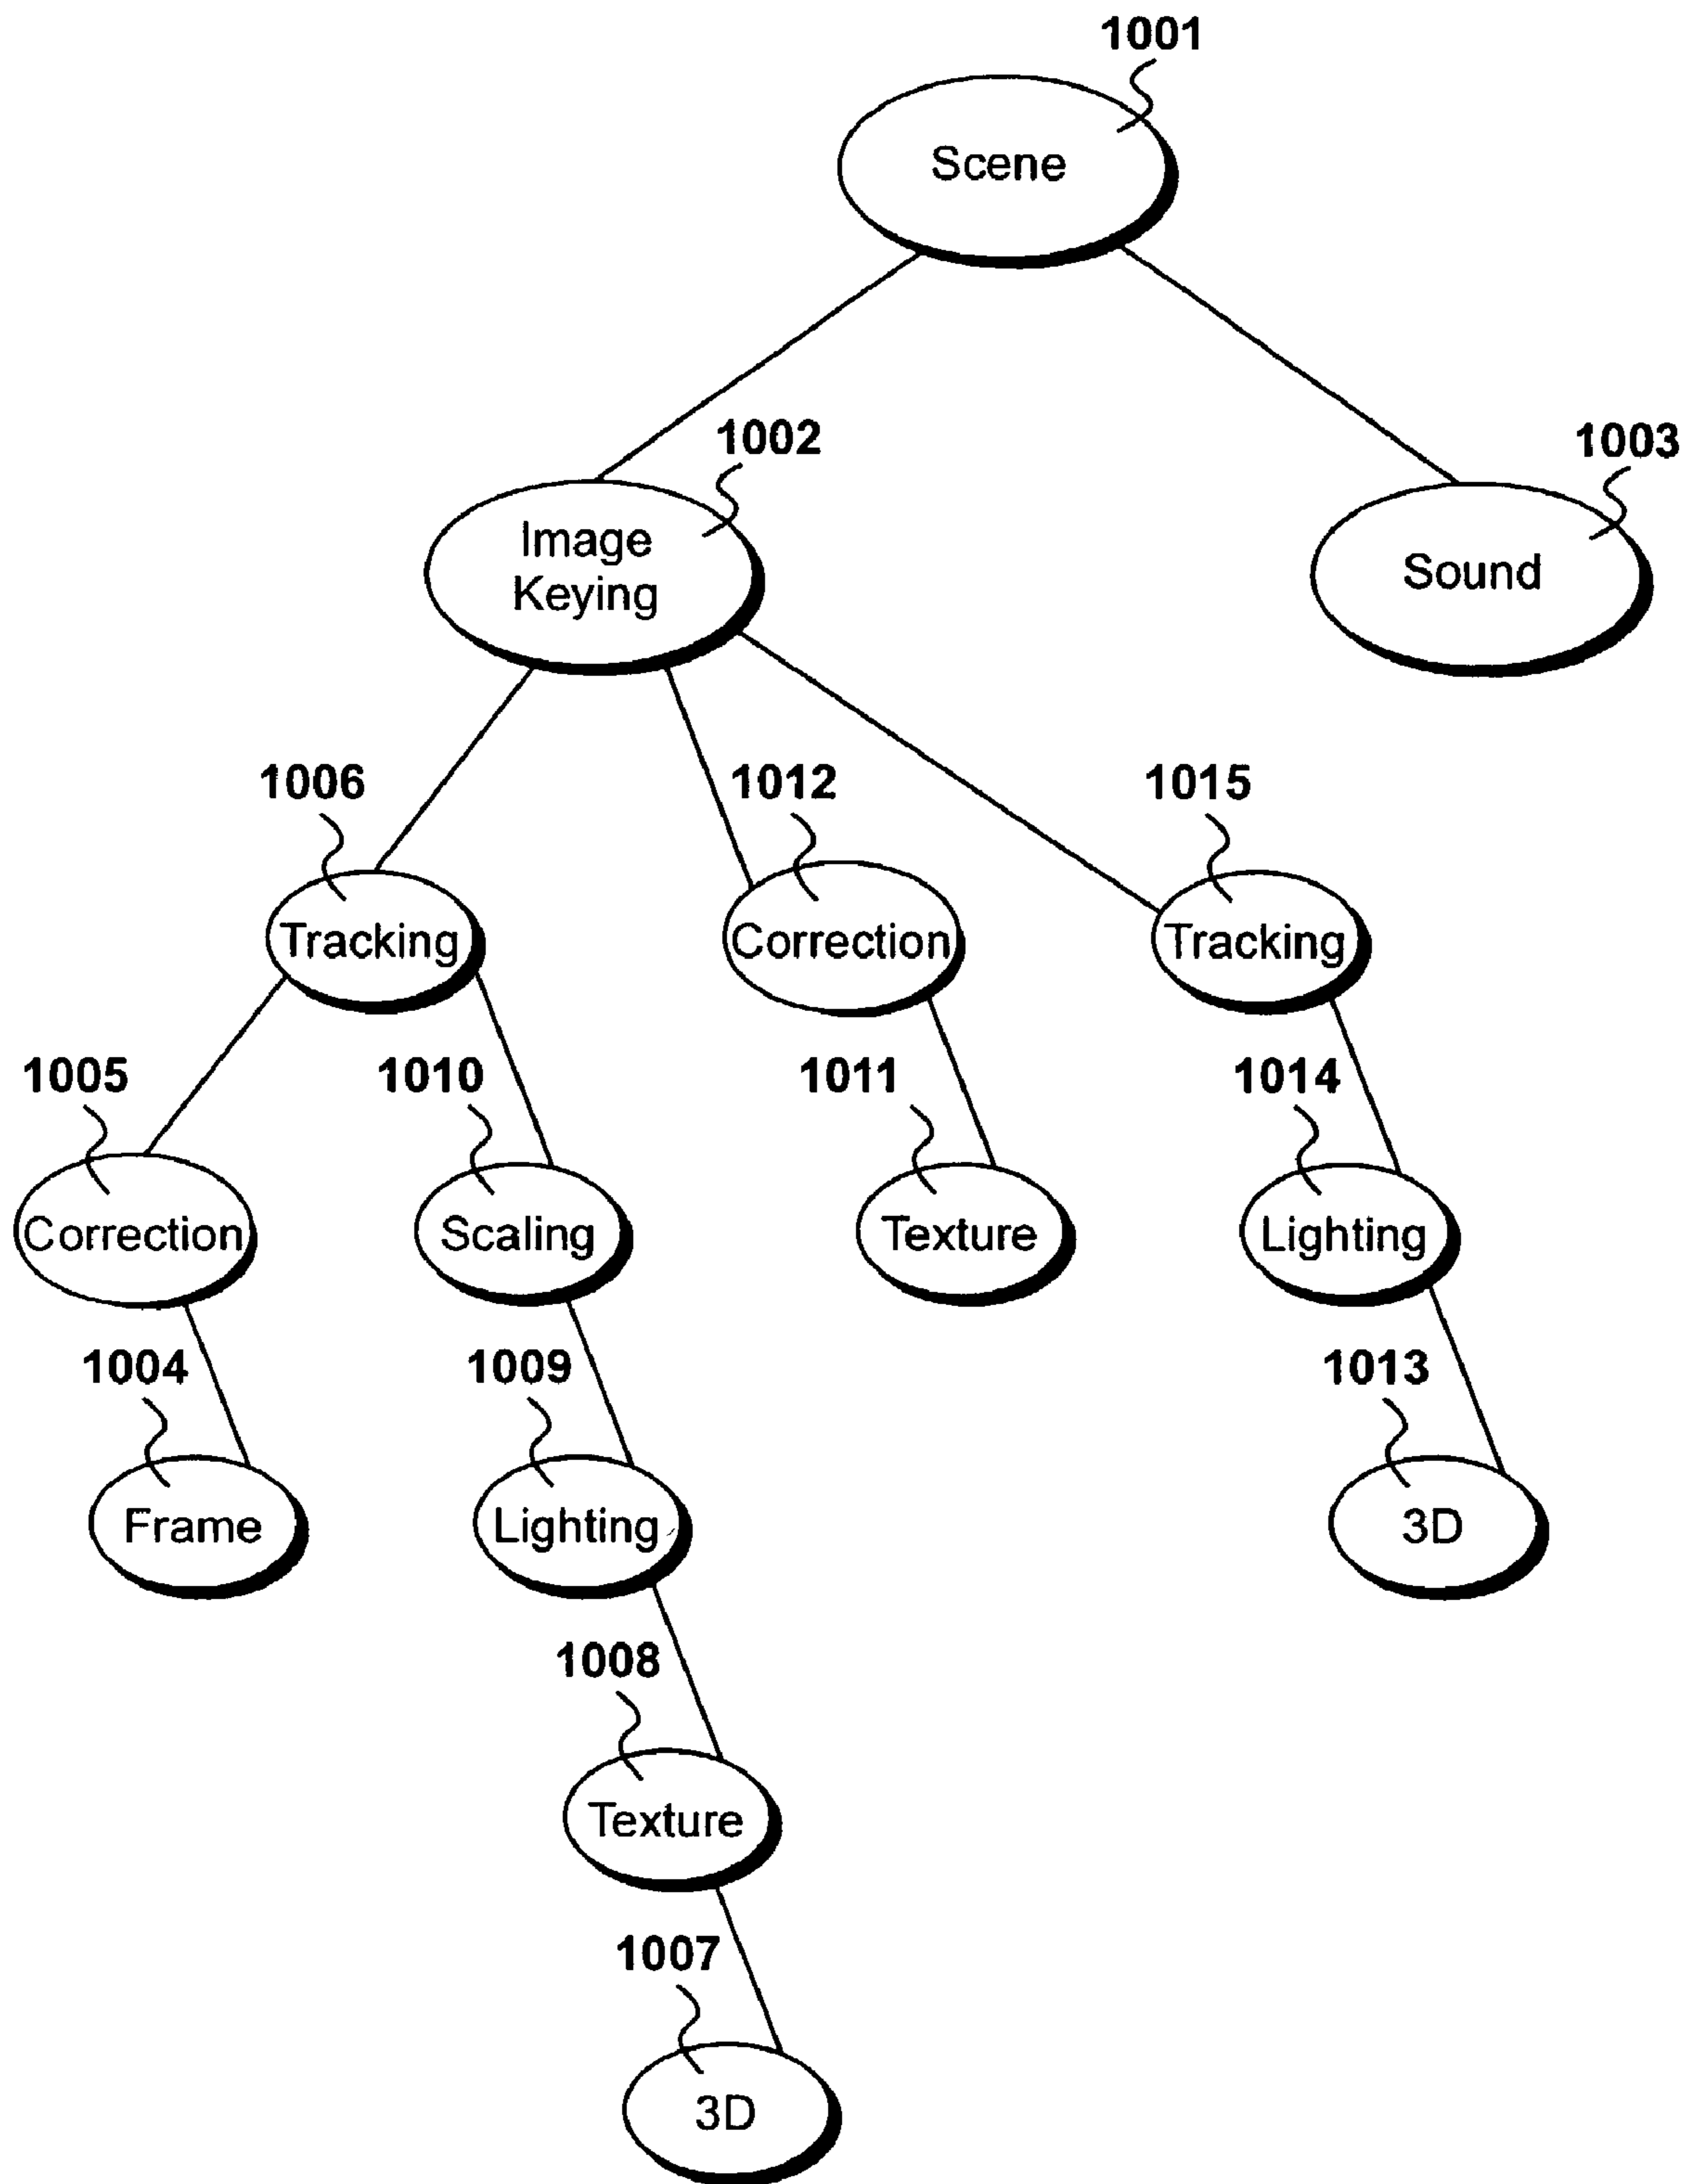 1001
Scene
1002
1003
Image
Keying
Sound
1006
1012
1015
Tracking
Correction
Tracking
1005
1010
1011
1014
Correction
Scaling
Texture
Lighting
1004
1009
1013
Frame
Lighting
3D
1008
Texture
1007
3D